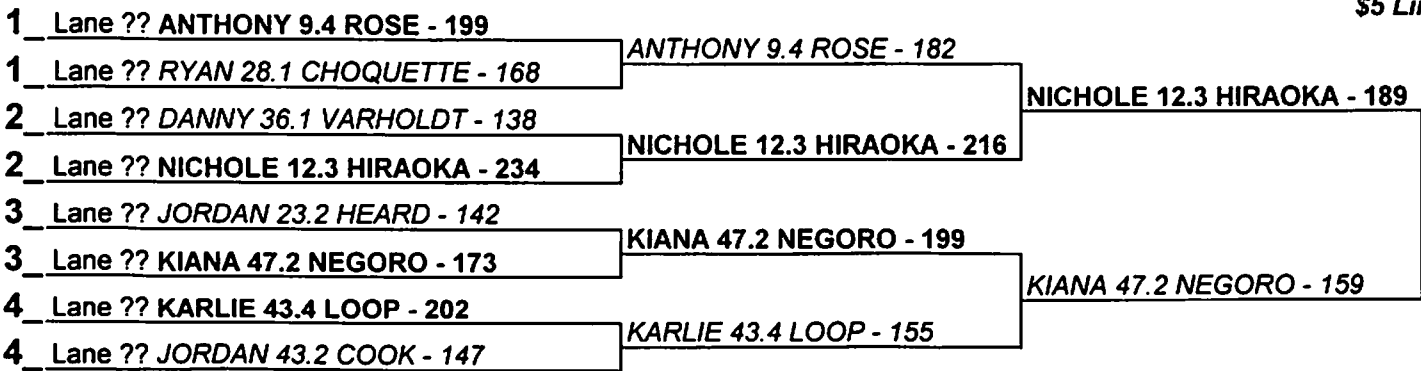 $5
1_ Lane ?? ANTHONY 9.4 ROSE - 199
1_ Lane ?? RYAN 28.1 CHOQUETTE - 168
2_ Lane ?? DANNY 36.1 VARHOLDT - 138
2_ Lane ?? NICHOLE 12.3 HIRAOKA - 234
3_ Lane ?? JORDAN 23.2 HEARD - 142
3_ Lane ?? KIANA 47.2 NEGORO - 173
4_ Lane ?? KARLIE 43.4 LOOP - 202
4_ Lane ?? JORDAN 43.2 COOK - 147
ANTHONY 9.4 ROSE - 182
NICHOLE 12.3 HIRAOKA - 216
KIANA 47.2 NEGORO - 199
KARLIE 43.4 LOOP - 155
NICHOLE 12.3 HIRAOKA - 189
KIANA 47.2 NEGORO - 159